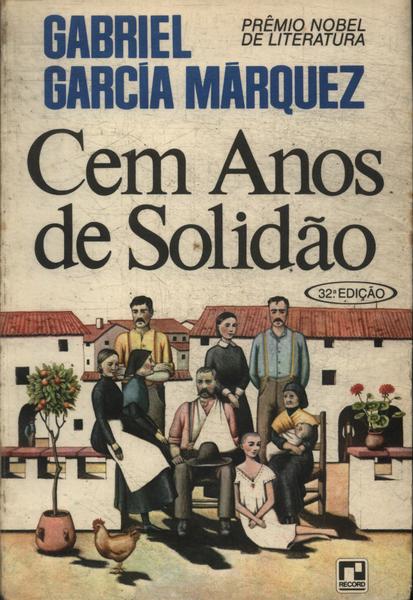 GABRIEL
GARCÍA MÁRQUEZ
PRÊMIO NOBEL
DE LITERATURA
Cem Anos
de Solidão
32ª EDIÇÃO
RECORD